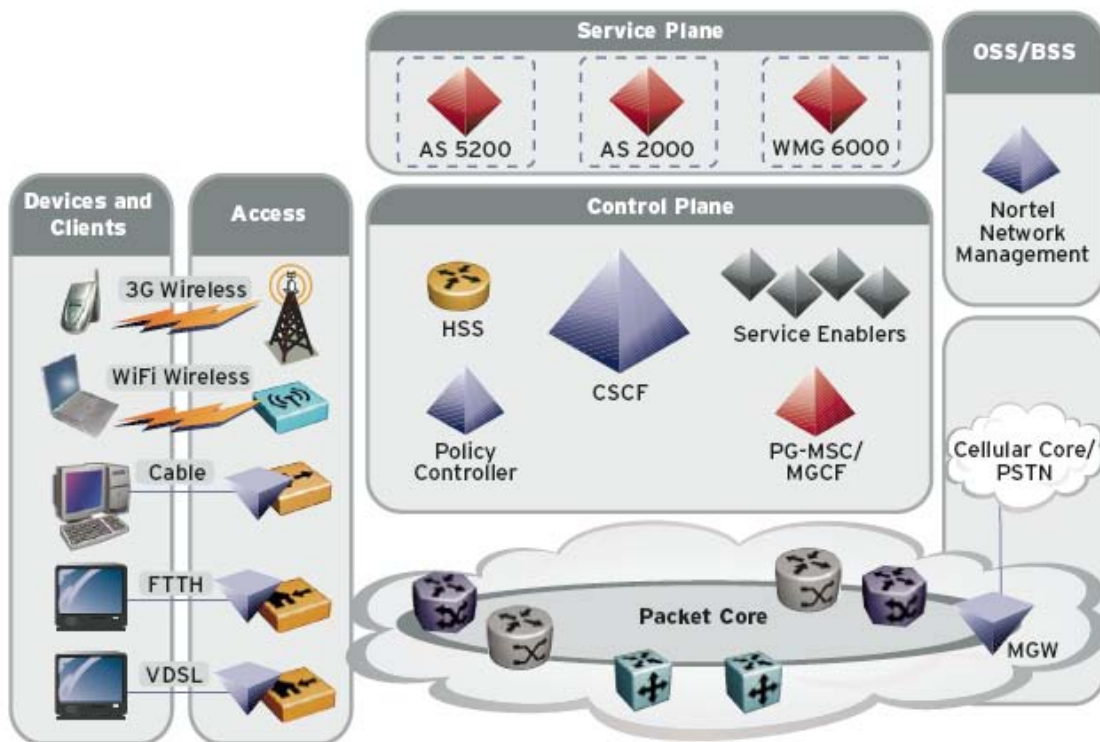 Service Plane
AS 5200
AS 2000
WMG 6000
OSS/BSS
Nortel
Network
Management
Devices and
Clients
Access
3G Wireless
WiFi Wireless
Cable
FTTH
VDSL
Control Plane
HSS
CSCF
Service Enablers
Policy
Controller
PG-MSC/
MGCF
Cellular Core/
PSTN
Packet Core
MGW